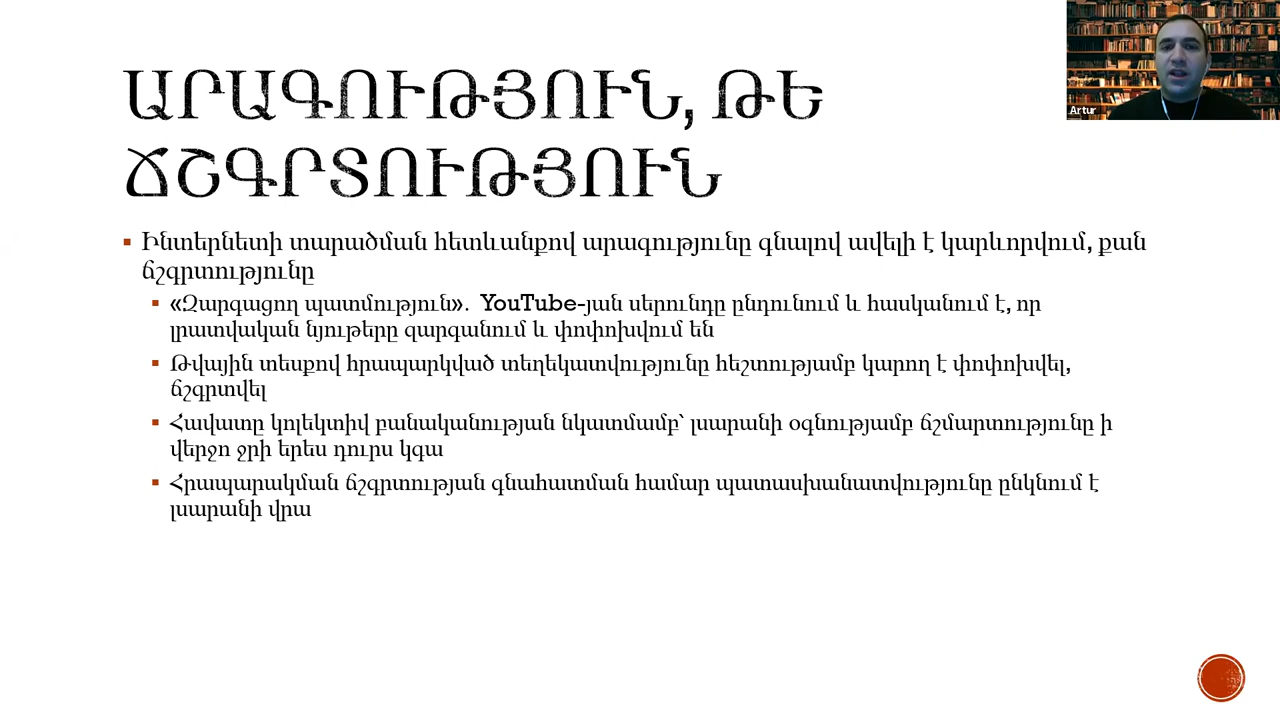 ԱՐԱԳՈՒԹՅՈՒՆ, ԹԵ
ՃՇԳՐՏՈՒԹՅՈՒՆ
Ինտերնետի տարածման հետևանքով արագությունը գնալով ավելի է կարևորվում, քան
ճշգրտությունը
«Զարգացող պատմություն». YouTube-յան սերունդը ընդունում և հասկանում է, որ
լրատվական նյութերը զարգանում և փոփոխվում են
Թվային տեսքով հրապարկված տեղեկատվությունը հեշտությամբ կարող է փոփոխվել,
ճշգրտվել
Հավատը կոլեկտիվ բանականության նկատմամբ՝ լսարանի օգնությամբ ճշմարտությունը ի
վերջո ջրի երես դուրս կգա
Հրապարակման ճշգրտության գնահատման համար պատասխանատվությունը ընկնում է
լսարանի վրա
Artur